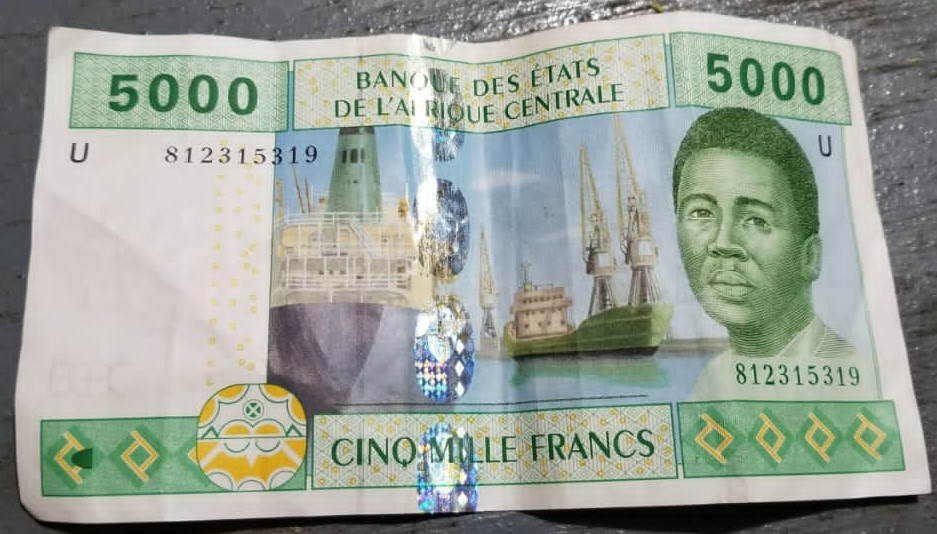 5000
BANQUE DES ÉTATS
DE L'AFRIQUE CENTRALE
5000
U 812315319
U
812315319
CINQ MILLE FRANCS